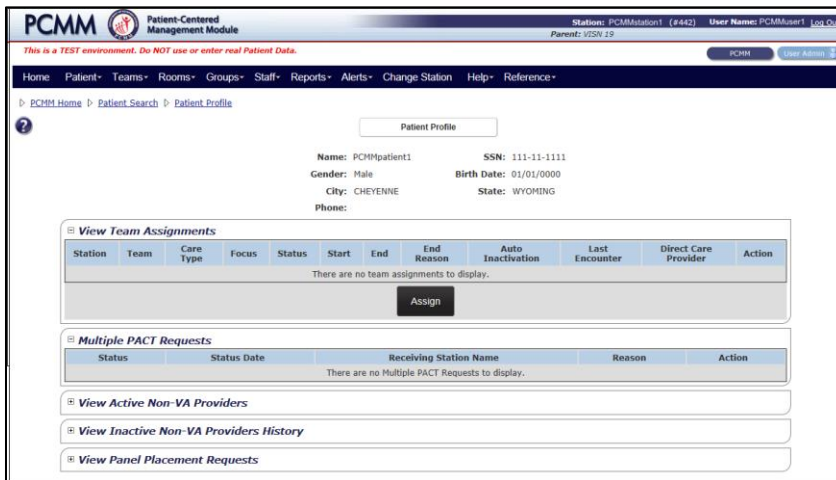 PCMM Patient-Centered Management Module
Station: PCMMstation1 (#442) User Name: PCMMuser1 Log Ou
Parent: VISN 19
This is a TEST environment. Do NOT use or enter real Patient Data.
PCMM User Admin
Home Patient Teams Rooms Groups Staff Reports Alerts Change Station Help Reference
PCMM Home Patient Search Patient Profile
?
Patient Profile
Name: PCMMpatient1 SSN: 111-11-1111
Gender: Male Birth Date: 01/01/0000
City: CHEYENNE State: WYOMING
Phone:
View Team Assignments
Station Team Care Type Focus Status Start End End Reason Auto Inactivation Last Encounter Direct Care Provider Action
There are no team assignments to display.
Assign
Multiple PACT Requests
Status Status Date Receiving Station Name Reason Action
There are no Multiple PACT Requests to display.
View Active Non-VA Providers
View Inactive Non-VA Providers History
View Panel Placement Requests